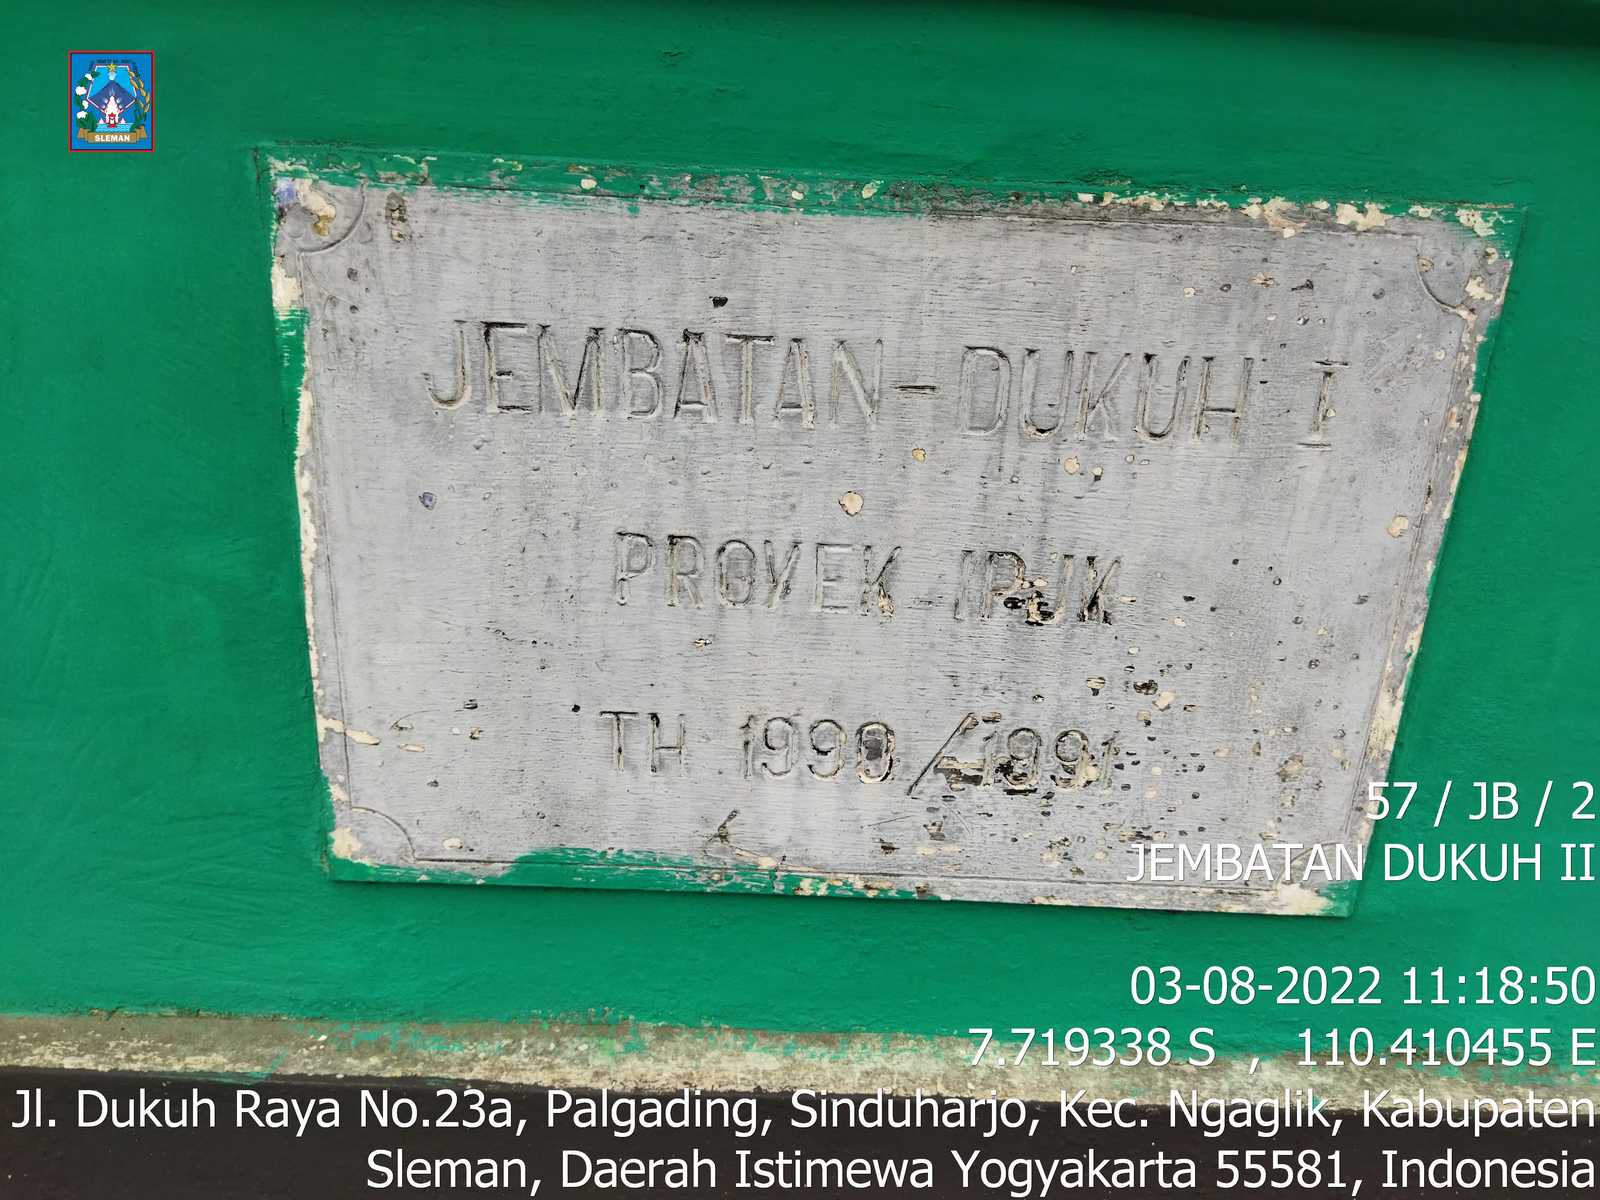 SLEMAN
JEMBATAN-DUKUH I
PROYEK IPJK
TH 1990/1991
57 / JB / 2
JEMBATAN DUKUH II
03-08-2022 11:18:50
7.719338 S , 110.410455 E
Jl. Dukuh Raya No.23a, Palgading, Sinduharjo, Kec. Ngaglik, Kabupaten
Sleman, Daerah Istimewa Yogyakarta 55581, Indonesia